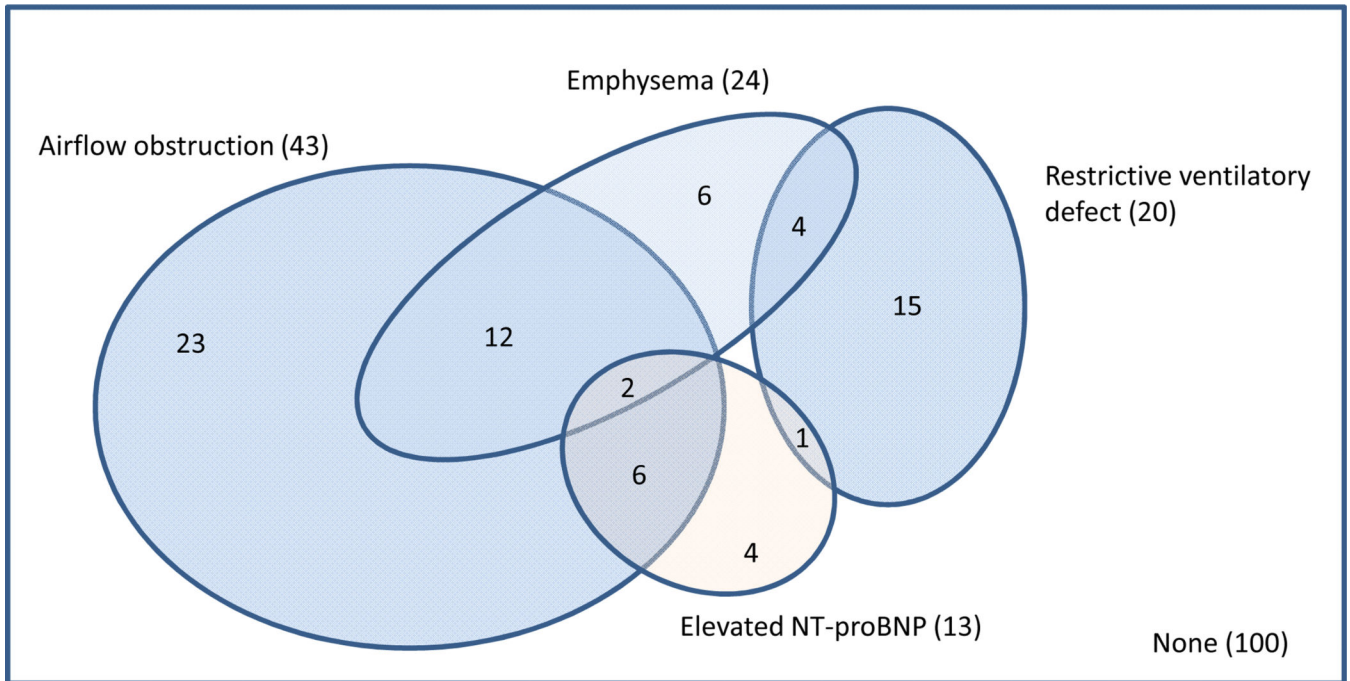 Emphysema (24)
Airflow obstruction (43)
Restrictive ventilatory
defect (20)
6
4
15
23
12
2
1
6
4
Elevated NT-proBNP (13)
None (100)